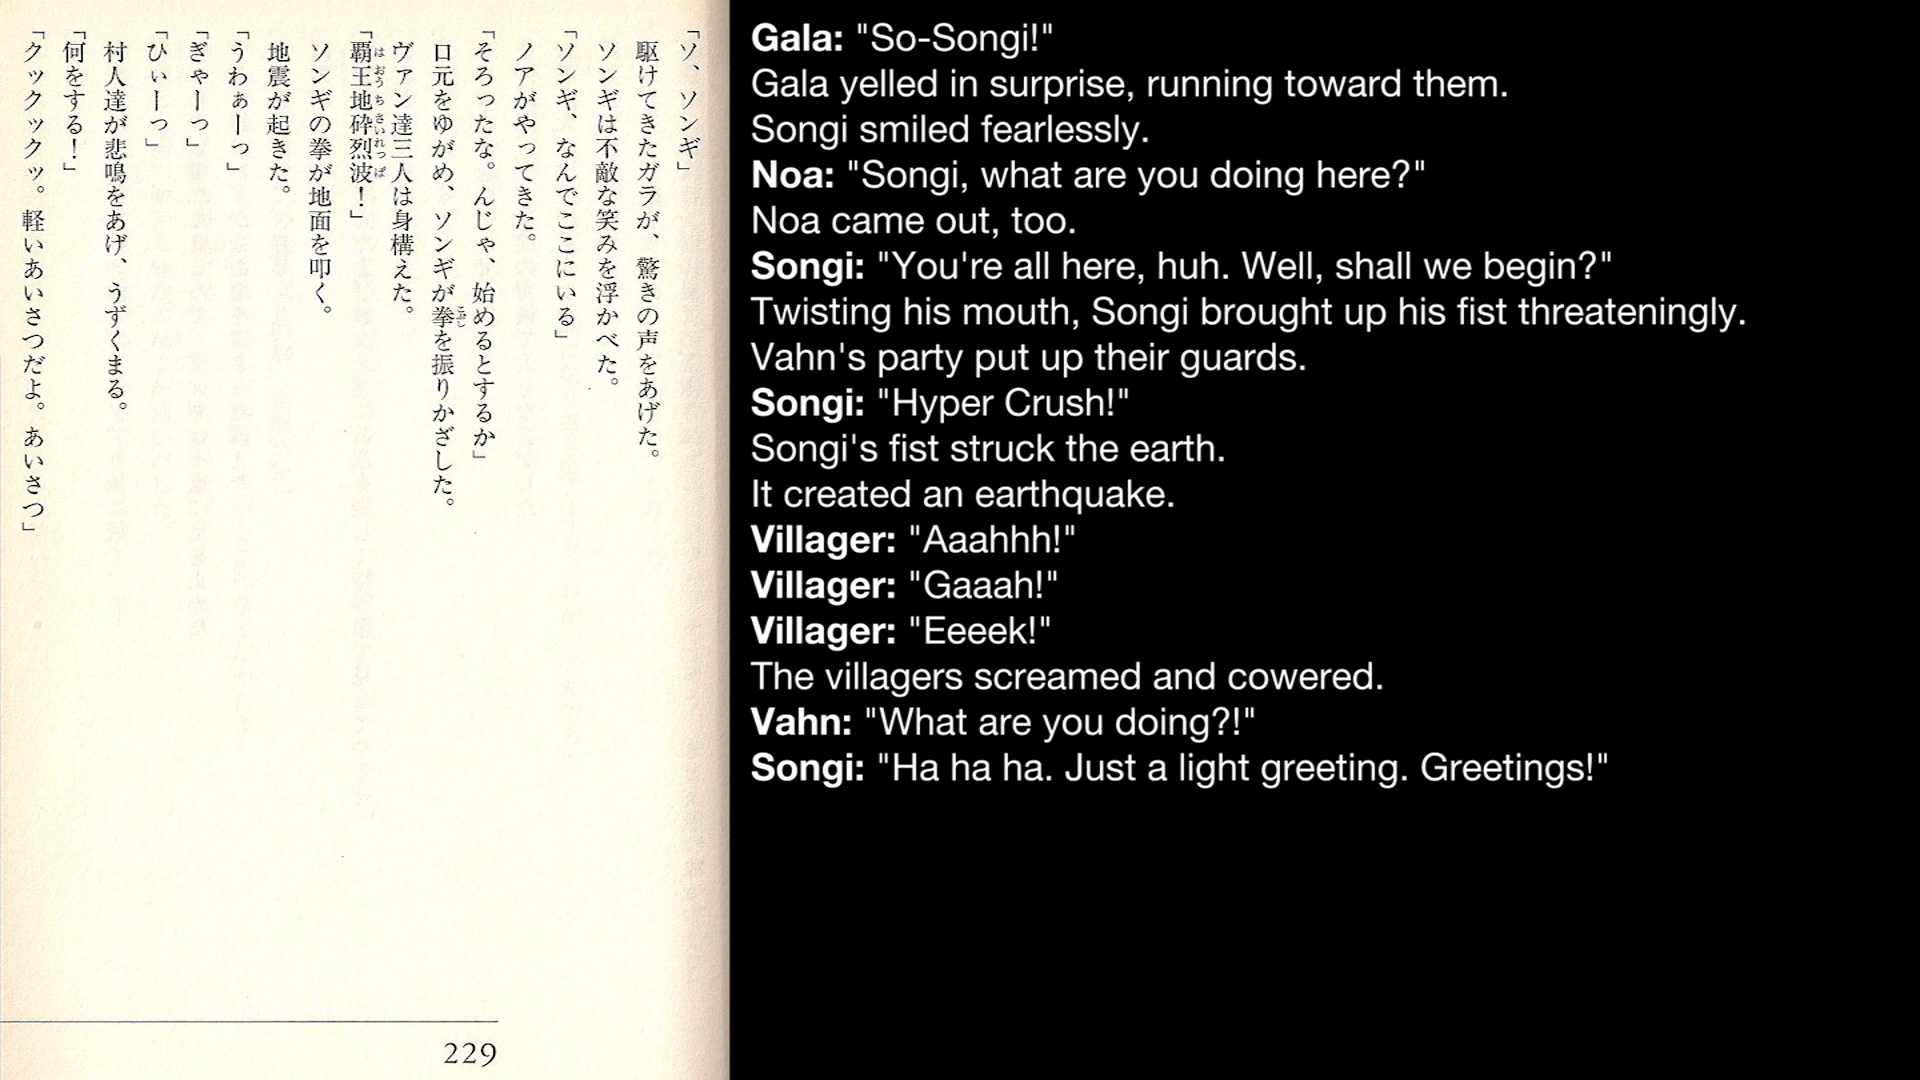 「ソ、ソンギ」
駆けてきたガラが、驚きの声をあげた。
ソンギは不敵な笑みを浮かべた。
「ソンギ、なんでここにいる」
ノアがやってきた。
「そろったな。んじゃ、始めるとするか」
口元をゆがめ、ソンギが拳を振りかざした。
ヴァン達三人は身構えた。
「覇王地砕烈波！」
ソンギの拳が地面を叩く。
地震が起きた。
「うわぁーっ」
「ぎゃーっ」
「ひぃーっ」
村人達が悲鳴をあげ、うずくまる。
「何をする！」
「クックックッ。軽いあいさつだよ。あいさつ」
229
Gala: "So-Songi!"
Gala yelled in surprise, running toward them.
Songi smiled fearlessly.
Noa: "Songi, what are you doing here?"
Noa came out, too.
Songi: "You're all here, huh. Well, shall we begin?"
Twisting his mouth, Songi brought up his fist threateningly.
Vahn's party put up their guards.
Songi: "Hyper Crush!"
Songi's fist struck the earth.
It created an earthquake.
Villager: "Aaahhh!"
Villager: "Gaaah!"
Villager: "Eeeek!"
The villagers screamed and cowered.
Vahn: "What are you doing?!"
Songi: "Ha ha ha. Just a light greeting. Greetings!"